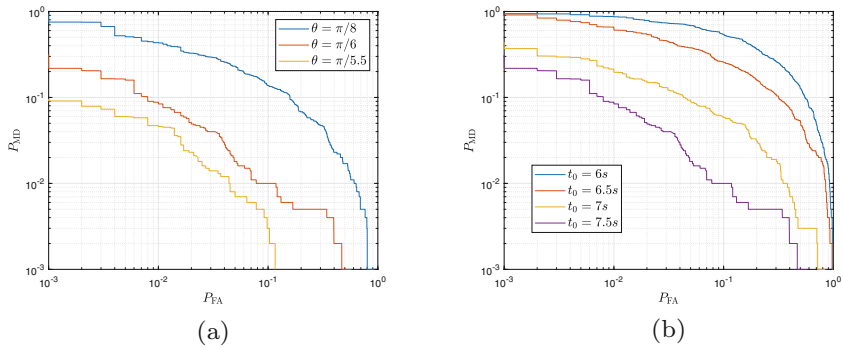 10^0
10^-1
10^-2
10^-3
P_MD
10^-3
10^-2
10^-1
10^0
P_FA
θ = π/8
θ = π/6
θ = π/5.5
(a)
10^0
10^-1
10^-2
10^-3
P_MD
10^-3
10^-2
10^-1
10^0
P_FA
t_0 = 6s
t_0 = 6.5s
t_0 = 7s
t_0 = 7.5s
(b)